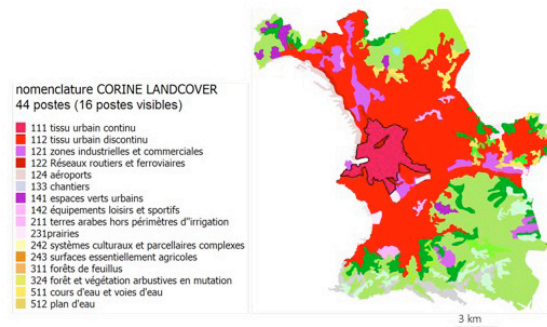 nomenclature CORINE LANDCOVER
44 postes (16 postes visibles)
111 tissu urbain continu
112 tissu urbain discontinu
121 zones industrielles et commerciales
122 Réseaux routiers et ferroviaires
124 aéroports
133 chantiers
141 espaces verts urbains
142 équipements loisirs et sportifs
211 terres arabes hors périmètres d"irrigation
231prairies
242 systèmes culturaux et parcellaires complexes
243 surfaces essentiellement agricoles
311 forêts de feuillus
324 forêt et végétation arbustives en mutation
511 cours d'eau et voies d'eau
512 plan d'eau
3 km